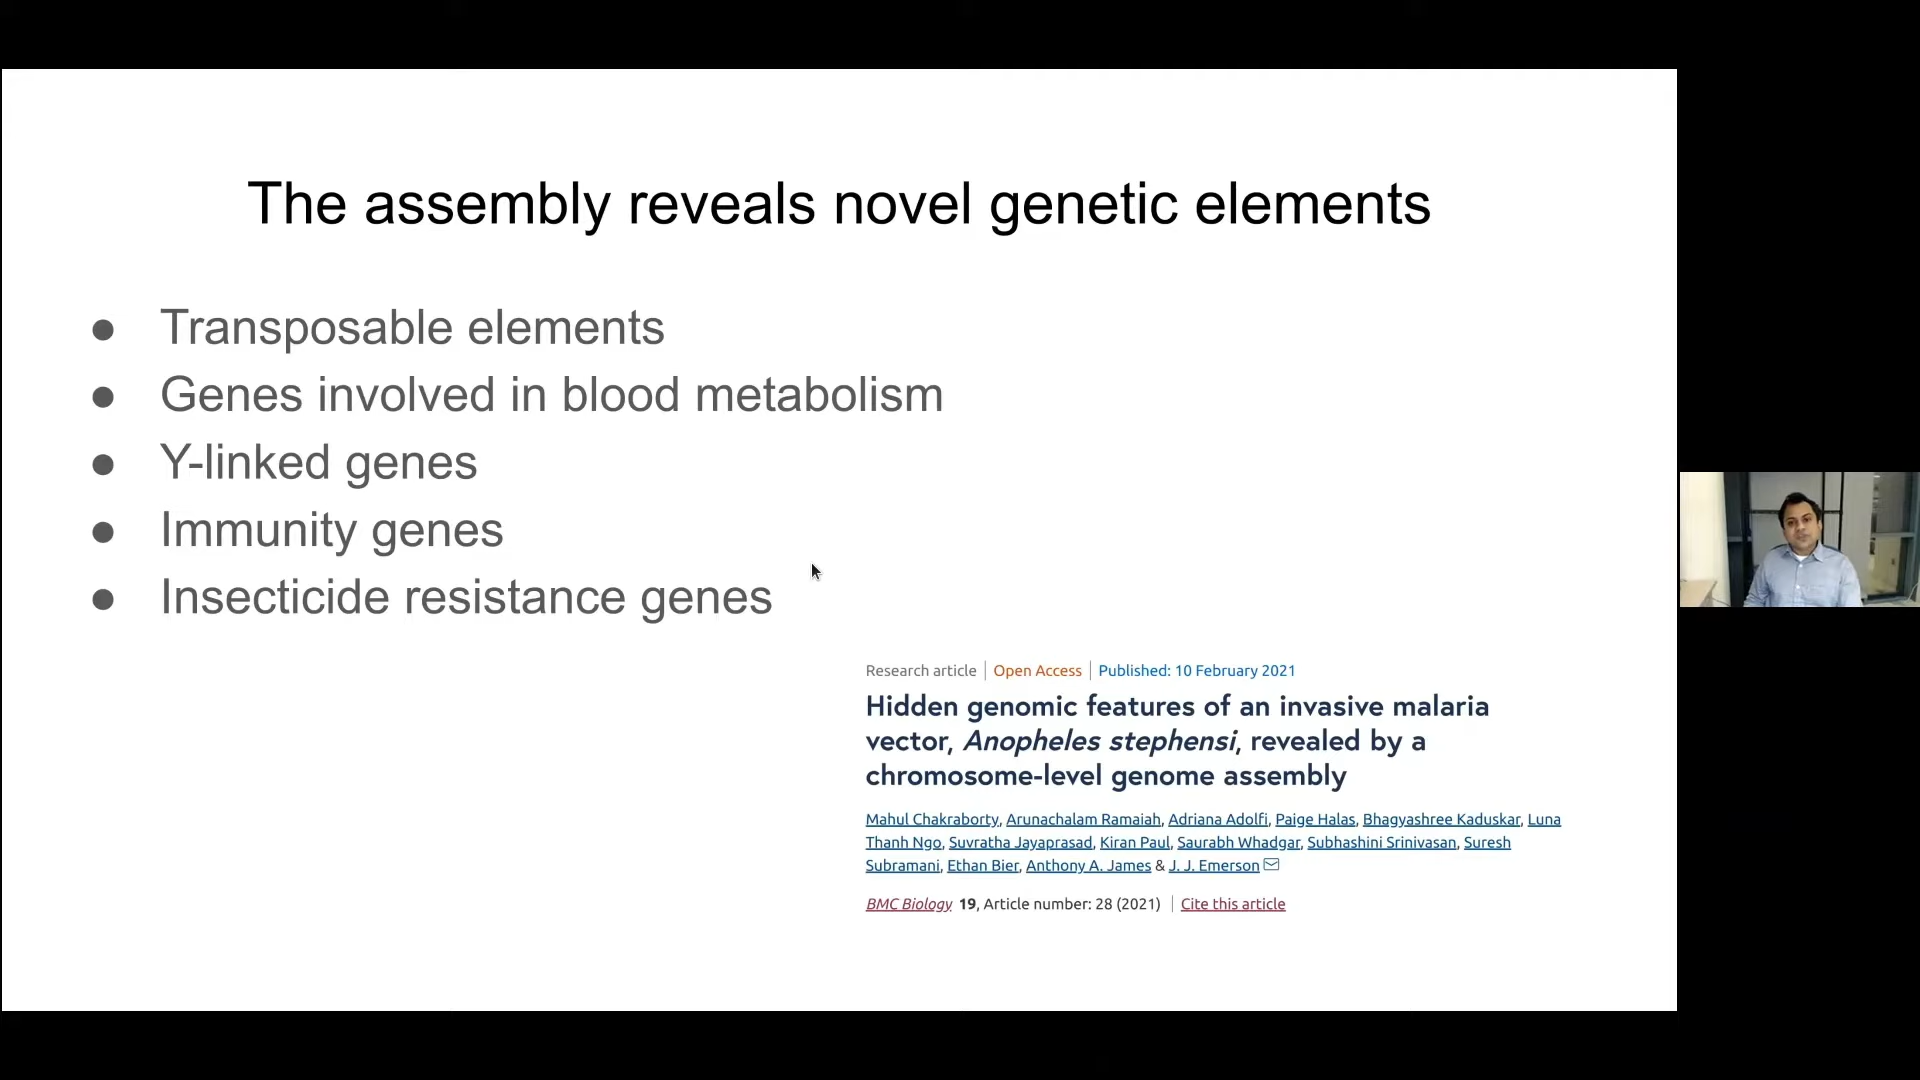 The assembly reveals novel genetic elements
● Transposable elements
● Genes involved in blood metabolism
● Y-linked genes
● Immunity genes
● Insecticide resistance genes
Research article | Open Access | Published: 10 February 2021
Hidden genomic features of an invasive malaria
vector, Anopheles stephensi, revealed by a
chromosome-level genome assembly
Mahul Chakraborty, Arunachalam Ramaiah, Adriana Adolfi, Paige Halas, Bhagyashree Kaduskar, Luna
Thanh Ngo, Suvratha Jayaprasad, Kiran Paul, Saurabh Whadgar, Subhashini Srinivasan, Suresh
Subramani, Ethan Bier, Anthony A. James & J. J. Emerson
BMC Biology 19, Article number: 28 (2021) | Cite this article